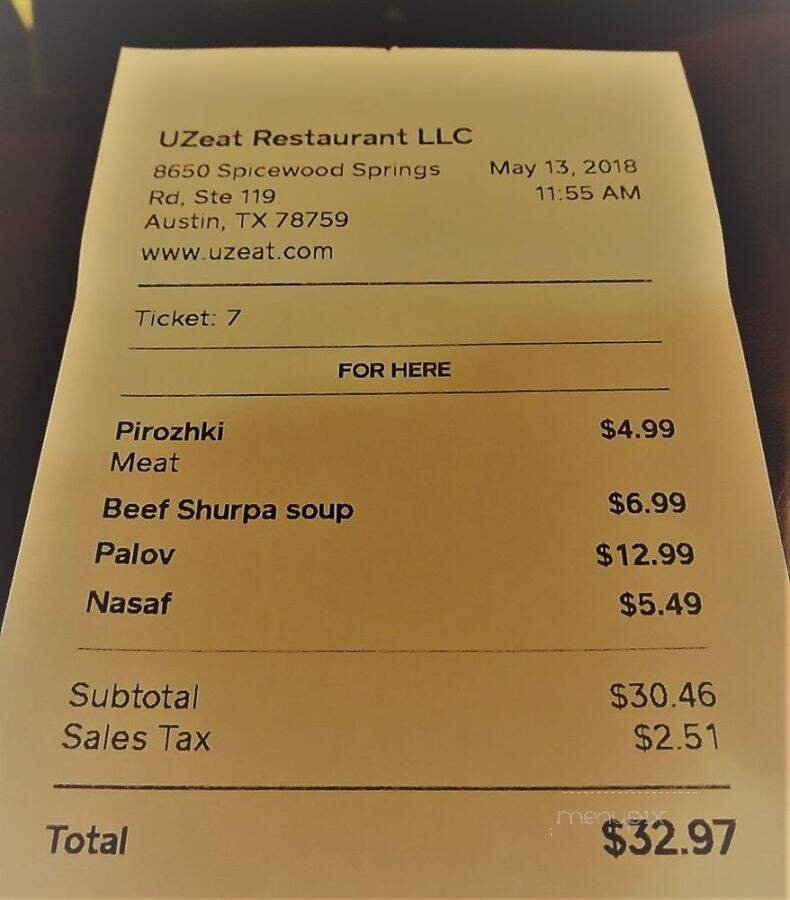 UZeat Restaurant LLC
8650 Spicewood Springs May 13, 2018
Rd, Ste 119 11:55 AM
Austin, TX 78759
www.uzeat.com
Ticket: 7
FOR HERE
Pirozhki $4.99
Meat
Beef Shurpa soup $6.99
Palov $12.99
Nasaf $5.49
Subtotal $30.46
Sales Tax $2.51
menupix
Total $32.97